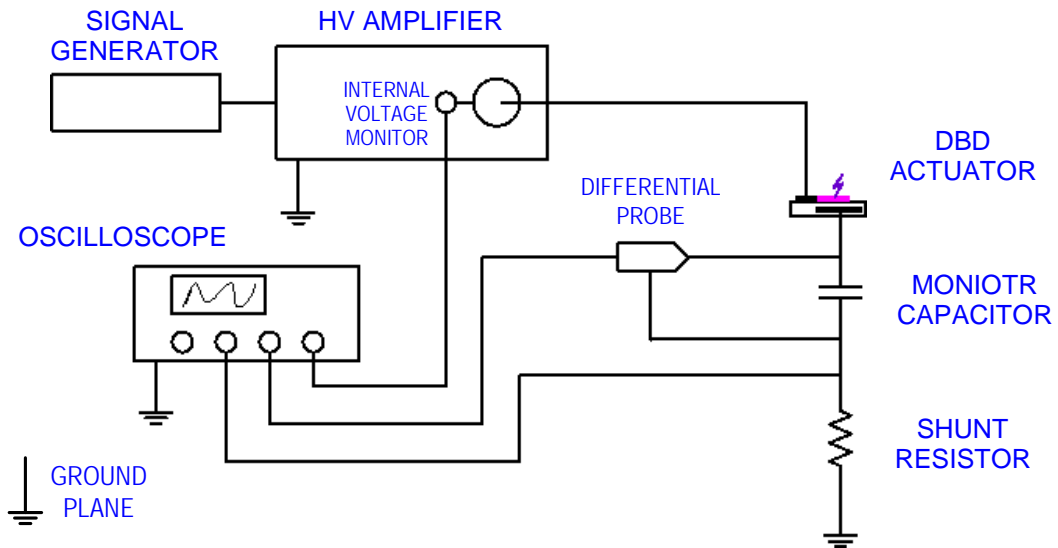 SIGNAL
GENERATOR
HV AMPLIFIER
INTERNAL
VOLTAGE
MONITOR
DBD
ACTUATOR
DIFFERENTIAL
PROBE
OSCILLOSCOPE
MONIOTR
CAPACITOR
SHUNT
RESISTOR
GROUND
PLANE